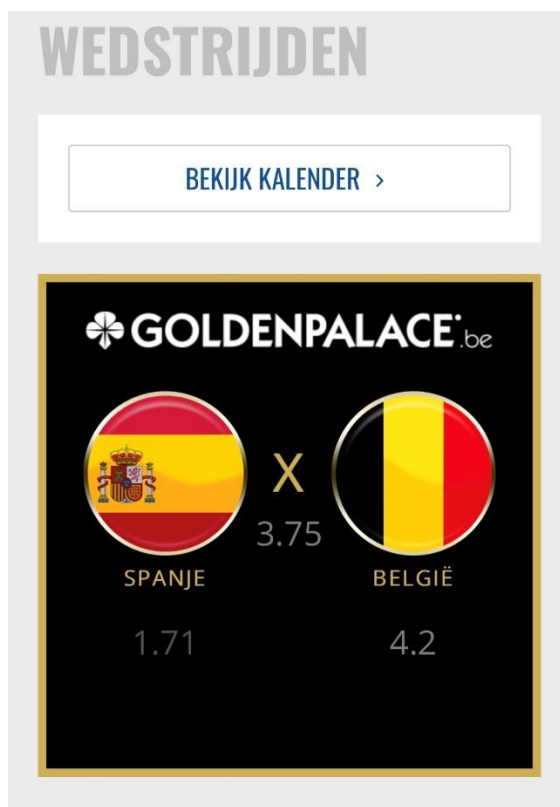 WEDSTRIJDEN
BEKIJK KALENDER >
GOLDENPALACE.be
X
3.75
SPANJE
BELGIË
1.71
4.2